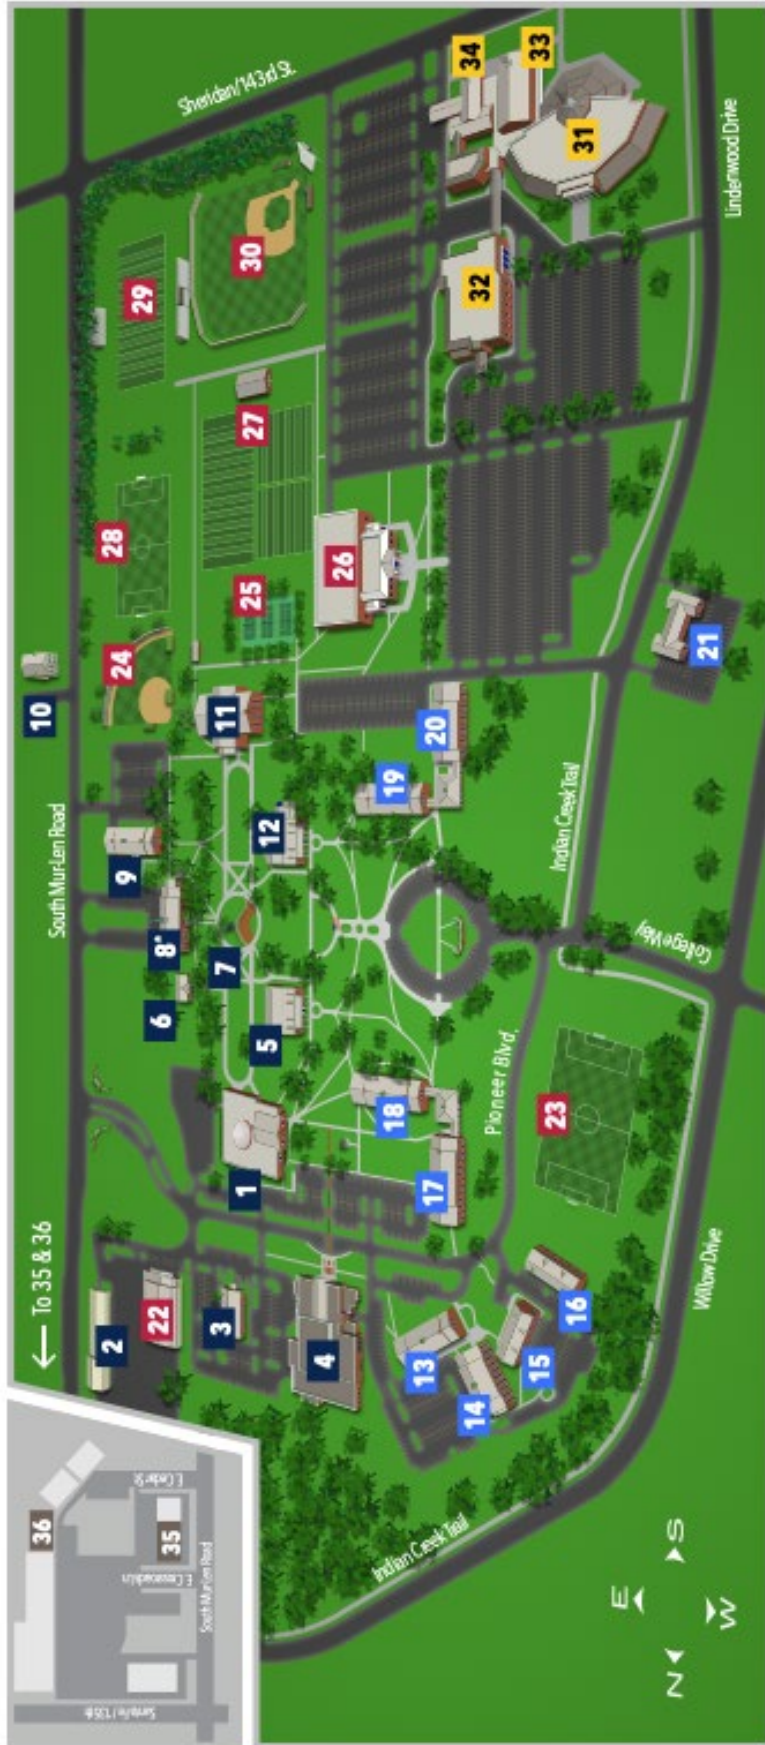 To 35 & 36
South Mur-Len Road
Sheridan/143rd St.
Lindenwood Drive
Indian Creek Trail
College Way
Pioneer Blvd.
Willow Drive
Indian Creek Trail
1
2
3
4
5
6
7
8*
9
10
11
12
13
14
15
16
17
18
19
20
21
22
23
24
25
26
27
28
29
30
31
32
33
34
35
36
Santa Fe / 135th
E. Crossroads Ln
E. Cedar St.
South Mur-Len Road
N
E
S
W